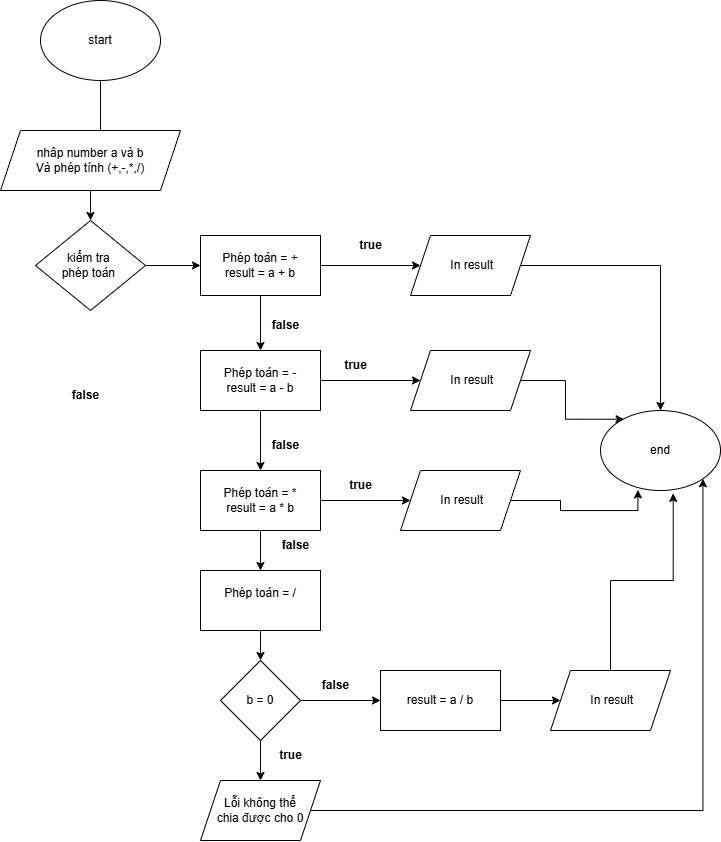 start
nhâp number a và b
Và phép tính (+,-,*,/)
kiểm tra
phép toán
Phép toán = +
result = a + b
true
In result
false
Phép toán = -
result = a - b
true
In result
false
end
false
Phép toán = *
result = a * b
true
In result
false
Phép toán = /
b = 0
false
result = a / b
In result
true
Lỗi không thể
chia được cho 0